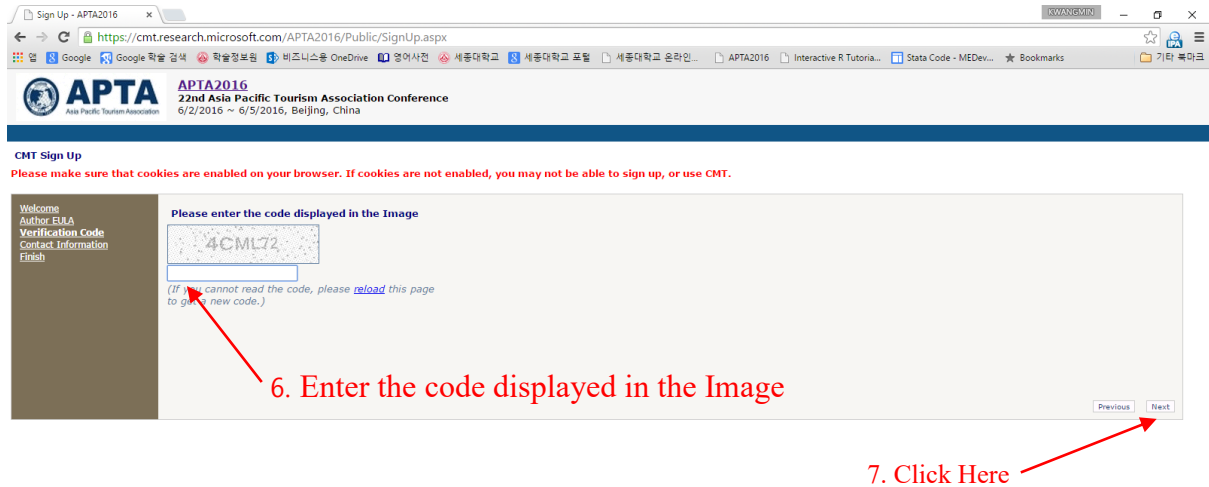 Sign Up - APTA2016
KWANGMIN
https://cmt.research.microsoft.com/APTA2016/Public/SignUp.aspx
앱 Google Google 학술 검색 학술정보원 비즈니스용 OneDrive 영어사전 세종대학교 세종대학교 포털 세종대학교 온라인... APTA2016 Interactive R Tutoria... Stata Code - MEDev... Bookmarks 기타 북마크
APTA
Asia Pacific Tourism Association
APTA2016
22nd Asia Pacific Tourism Association Conference
6/2/2016 ~ 6/5/2016, Beijing, China
CMT Sign Up
Please make sure that cookies are enabled on your browser. If cookies are not enabled, you may not be able to sign up, or use CMT.
Welcome
Author EULA
Verification Code
Contact Information
Finish
Please enter the code displayed in the Image
4CML72
(If you cannot read the code, please reload this page
to get a new code.)
6. Enter the code displayed in the Image
Previous Next
7. Click Here